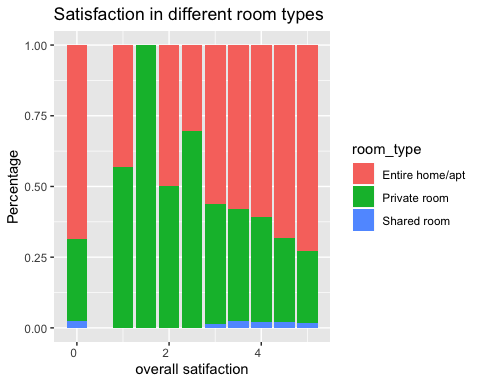 Satisfaction in different room types
Percentage
1.00
0.75
0.50
0.25
0.00
0
2
4
overall satifaction
room_type
Entire home/apt
Private room
Shared room